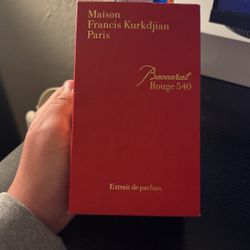 Maison
Francis Kurkdjian
Paris
Baccarat
Rouge 540
Extrait de parfum